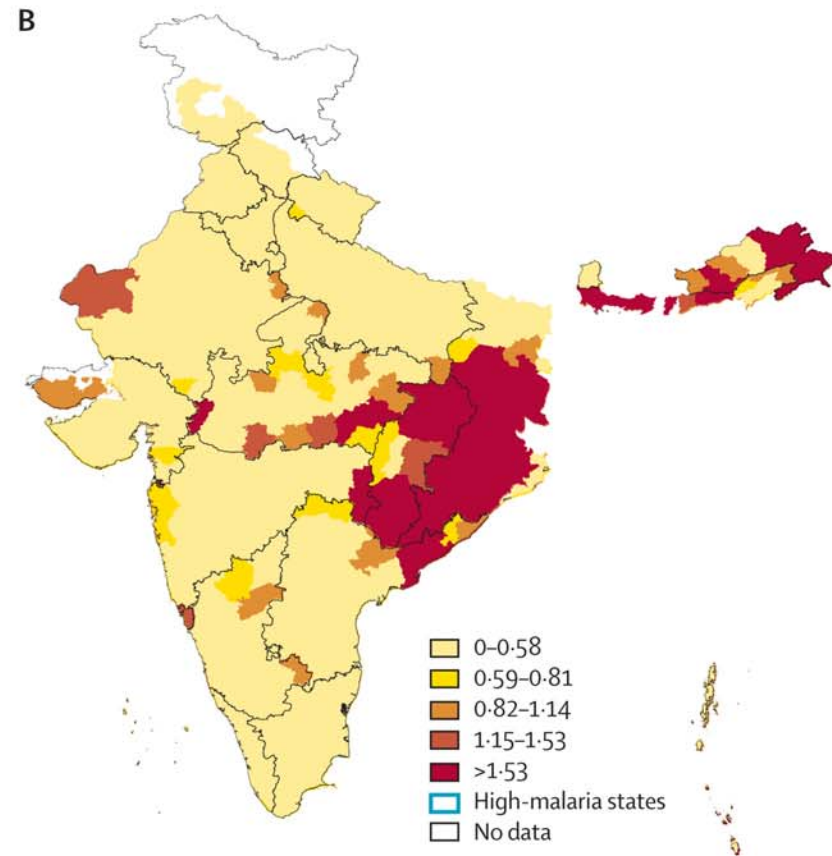 B
0–0·58
0·59–0·81
0·82–1·14
1·15–1·53
>1·53
High-malaria states
No data